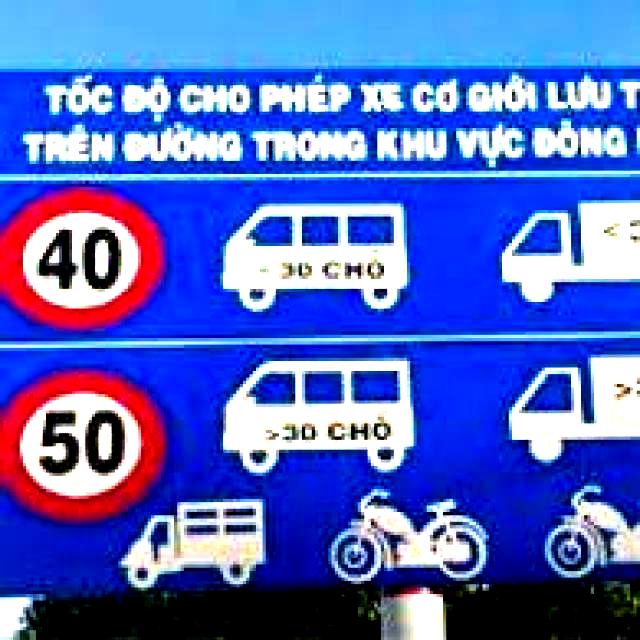 TỐC ĐỘ CHO PHÉP XE CƠ GIỚI LƯU
TRÊN ĐƯỜNG TRONG KHU VỰC ĐÔNG
40
30 CHỖ
<
50
>30 CHỖ
>